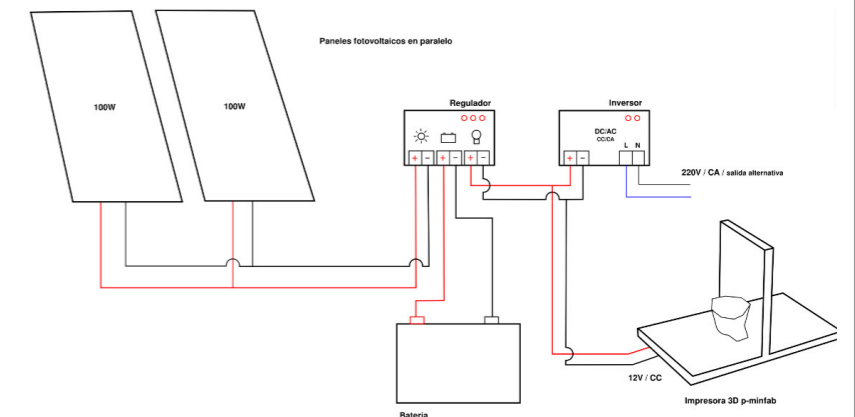 Paneles fotovoltaicos en paralelo
100W
100W
Regulador
+ − + − + −
Inversor
DC/AC
CC/CA
L N
+ −
220V / CA / salida alternativa
12V / CC
Impresora 3D p-minfab
Bateria